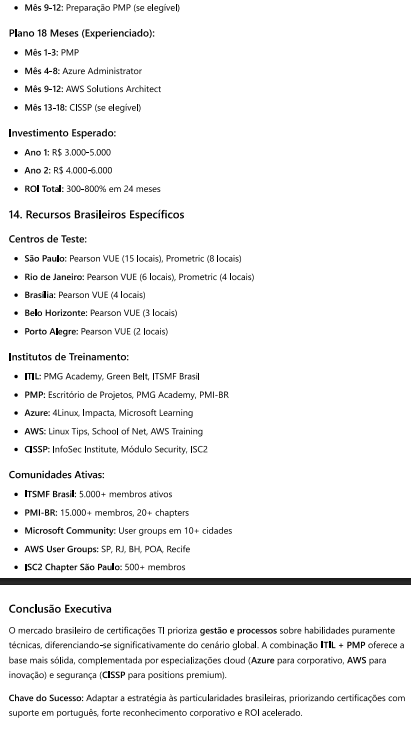 • Mês 9-12: Preparação PMP (se elegível)
Plano 18 Meses (Experienciado):
• Mês 1-3: PMP
• Mês 4-8: Azure Administrator
• Mês 9-12: AWS Solutions Architect
• Mês 13-18: CISSP (se elegível)
Investimento Esperado:
• Ano 1: R$ 3.000-5.000
• Ano 2: R$ 4.000-6.000
• ROI Total: 300-800% em 24 meses
14. Recursos Brasileiros Específicos
Centros de Teste:
• São Paulo: Pearson VUE (15 locais), Prometric (8 locais)
• Rio de Janeiro: Pearson VUE (6 locais), Prometric (4 locais)
• Brasília: Pearson VUE (4 locais)
• Belo Horizonte: Pearson VUE (3 locais)
• Porto Alegre: Pearson VUE (2 locais)
Institutos de Treinamento:
• ITIL: PMG Academy, Green Belt, ITSMF Brasil
• PMP: Escritório de Projetos, PMG Academy, PMI-BR
• Azure: 4Linux, Impacta, Microsoft Learning
• AWS: Linux Tips, School of Net, AWS Training
• CISSP: InfoSec Institute, Módulo Security, ISC2
Comunidades Ativas:
• ITSMF Brasil: 5.000+ membros ativos
• PMI-BR: 15.000+ membros, 20+ chapters
• Microsoft Community: User groups em 10+ cidades
• AWS User Groups: SP, RJ, BH, POA, Recife
• ISC2 Chapter São Paulo: 500+ membros
Conclusão Executiva
O mercado brasileiro de certificações TI prioriza gestão e processos sobre habilidades puramente
técnicas, diferenciando-se significativamente do cenário global. A combinação ITIL + PMP oferece a
base mais sólida, complementada por especializações cloud (Azure para corporativo, AWS para
inovação) e segurança (CISSP para positions premium).
Chave do Sucesso: Adaptar a estratégia às particularidades brasileiras, priorizando certificações com
suporte em português, forte reconhecimento corporativo e ROI acelerado.